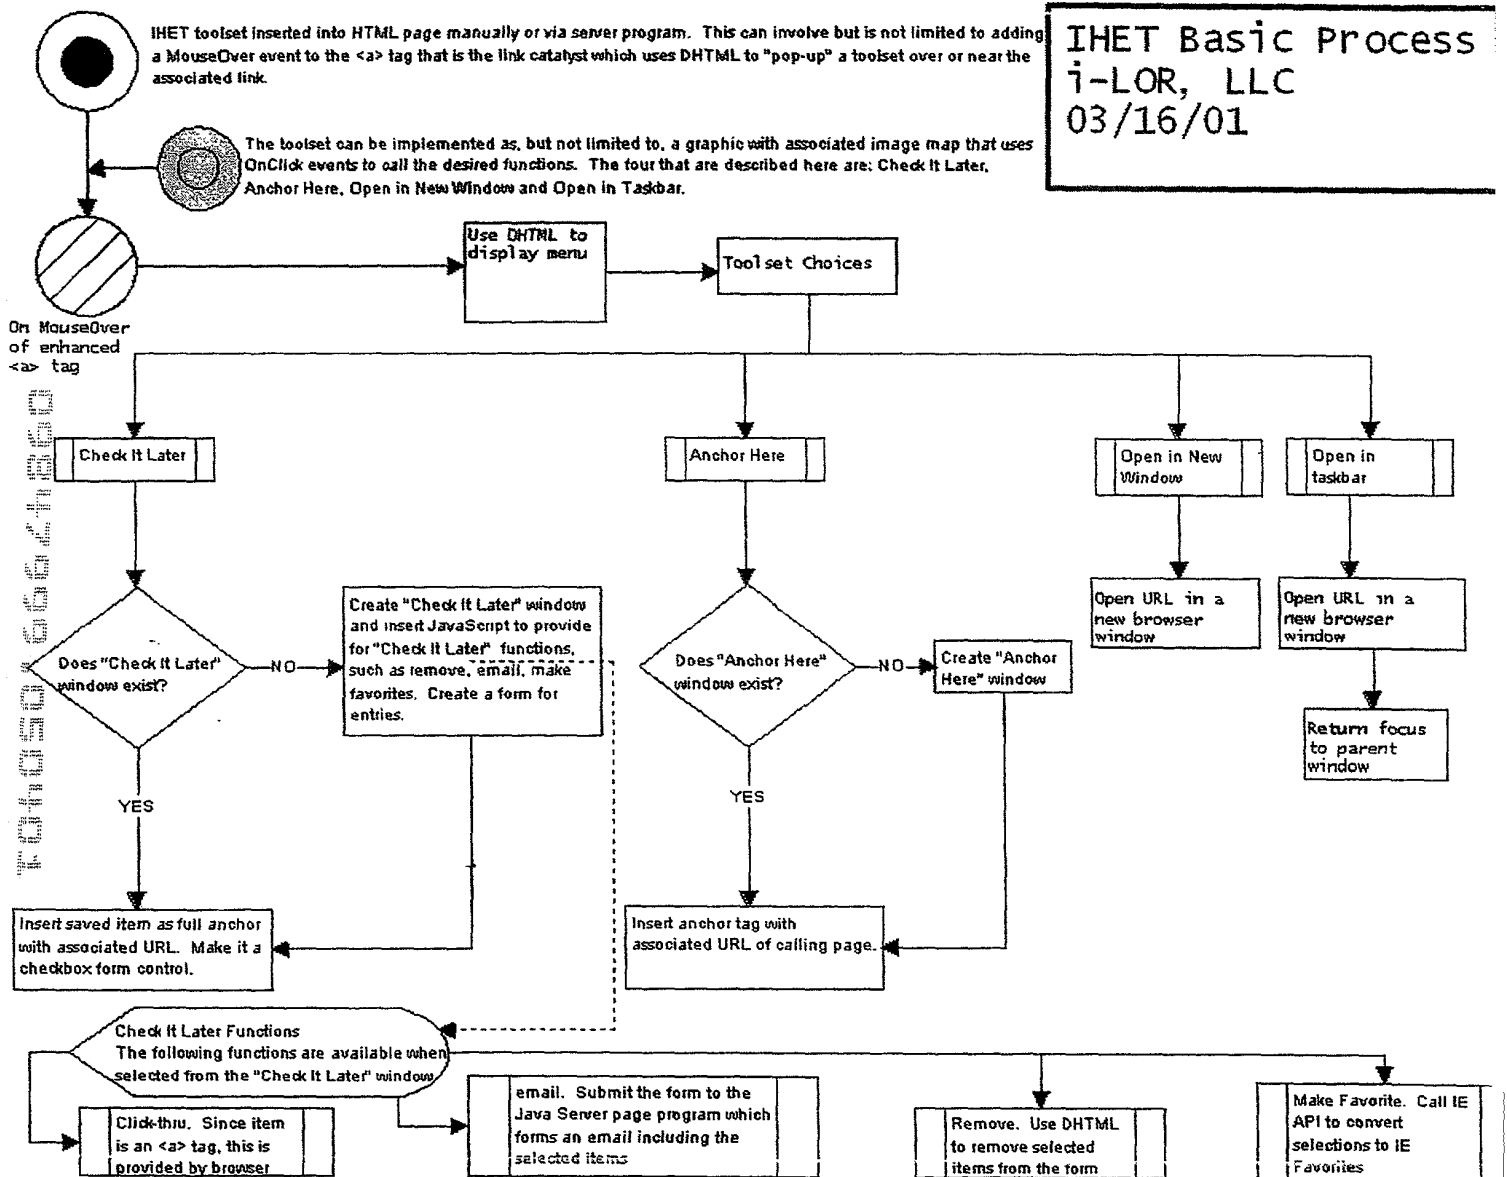 IHET toolset inserted into HTML page manually or via server program.  This can involve but is not limited to adding
a MouseOver event to the <a> tag that is the link catalyst which uses DHTML to "pop-up" a toolset over or near the
associated link.
IHET Basic Process
i-LOR, LLC
03/16/01
The toolset can be implemented as, but not limited to, a graphic with associated image map that uses
OnClick events to call the desired functions.  The four that are described here are: Check It Later,
Anchor Here, Open in New Window and Open in Taskbar.
Use DHTML to
display menu
Toolset Choices
On MouseOver
of enhanced
<a> tag
Check It Later
Anchor Here
Open in New
Window
Open in
taskbar
Does "Check It Later"
window exist?
NO
Create "Check It Later" window
and insert JavaScript to provide
for "Check It Later" functions,
such as remove, email, make
favorites.  Create a form for
entries.
Does "Anchor Here"
window exist?
NO
Create "Anchor
Here" window
Open URL in a
new browser
window
Open URL in a
new browser
window
Return focus
to parent
window
YES
YES
Insert saved item as full anchor
with associated URL.  Make it a
checkbox form control.
Insert anchor tag with
associated URL of calling page.
Check It Later Functions
The following functions are available when
selected from the "Check It Later" window
Click-thru.  Since item
is an <a> tag, this is
provided by browser
email.  Submit the form to the
Java Server page program which
forms an email including the
selected items
Remove.  Use DHTML
to remove selected
items from the form
Make Favorite.  Call IE
API to convert
selections to IE
Favorites